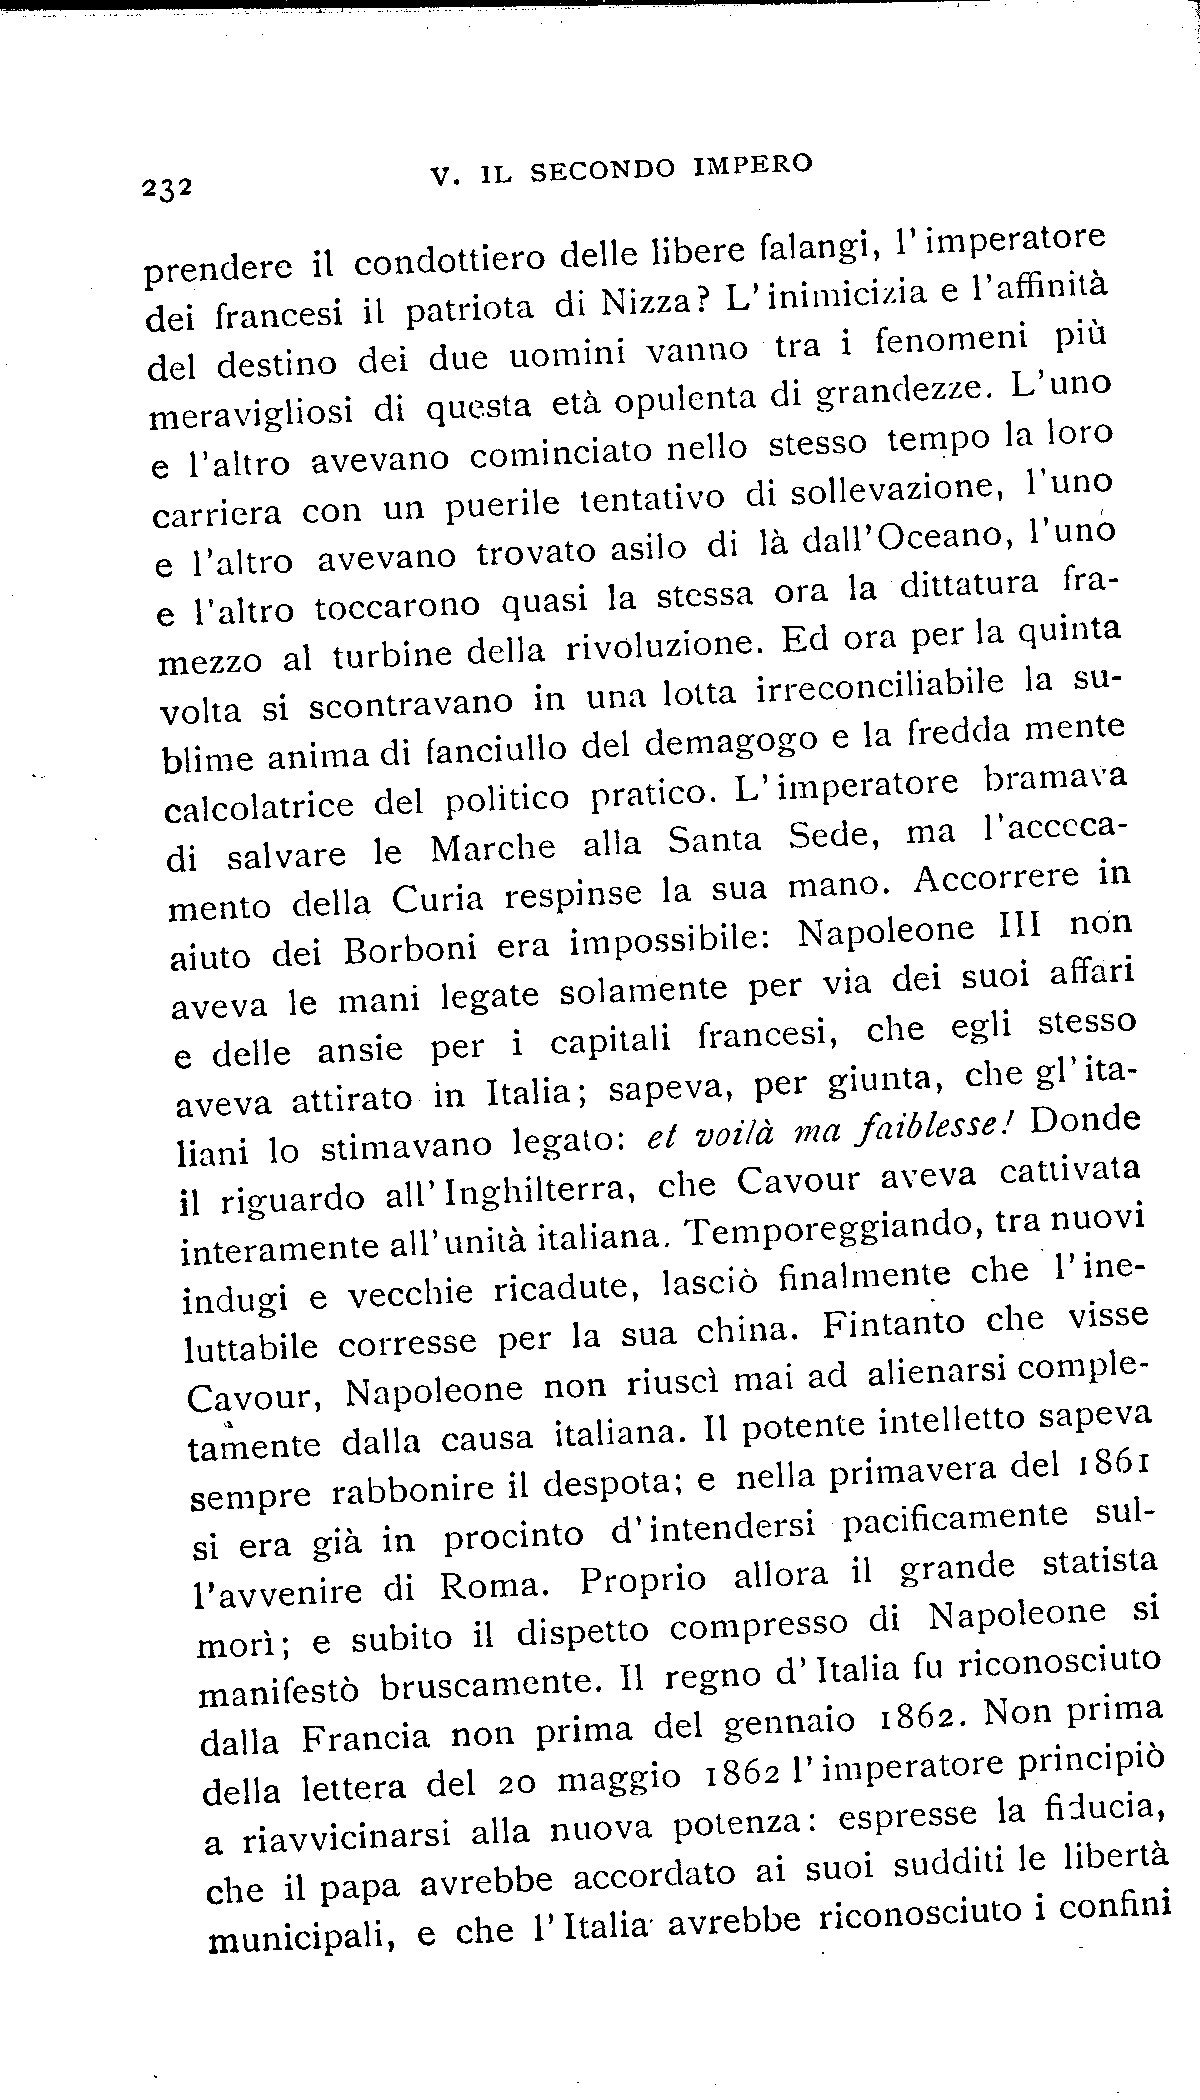 232
V. IL SECONDO IMPERO
prendere il condottiero delle libere falangi, l' imperatore
dei francesi il patriota di Nizza? L' inimicizia e l'affinità
del destino dei due uomini vanno tra i fenomeni più
meravigliosi di questa età opulenta di grandezze. L'uno
e l'altro avevano cominciato nello stesso tempo la loro
carriera con un puerile tentativo di sollevazione, l'uno
e l'altro avevano trovato asilo di là dall'Oceano, l'uno
e l'altro toccarono quasi la stessa ora la dittatura fra-
mezzo al turbine della rivoluzione. Ed ora per la quinta
volta si scontravano in una lotta irreconciliabile la su-
blime anima di fanciullo del demagogo e la fredda mente
calcolatrice del politico pratico. L' imperatore bramava
di salvare le Marche alla Santa Sede, ma l'acceca-
mento della Curia respinse la sua mano. Accorrere in
aiuto dei Borboni era impossibile: Napoleone III non
aveva le mani legate solamente per via dei suoi affari
e delle ansie per i capitali francesi, che egli stesso
aveva attirato in Italia; sapeva, per giunta, che gl' ita-
liani lo stimavano legato: et voilà ma faiblesse! Donde
il riguardo all' Inghilterra, che Cavour aveva cattivata
interamente all' unità italiana. Temporeggiando, tra nuovi
indugi e vecchie ricadute, lasciò finalmente che l' ine-
luttabile corresse per la sua china. Fintanto che visse
Cavour, Napoleone non riuscì mai ad alienarsi comple-
tamente dalla causa italiana. Il potente intelletto sapeva
sempre rabbonire il despota; e nella primavera del 1861
si era già in procinto d' intendersi pacificamente sul-
l'avvenire di Roma. Proprio allora il grande statista
morì; e subito il dispetto compresso di Napoleone si
manifestò bruscamente. Il regno d' Italia fu riconosciuto
dalla Francia non prima del gennaio 1862. Non prima
della lettera del 20 maggio 1862 l' imperatore principiò
a riavvicinarsi alla nuova potenza: espresse la fiducia,
che il papa avrebbe accordato ai suoi sudditi le libertà
municipali, e che l' Italia avrebbe riconosciuto i confini